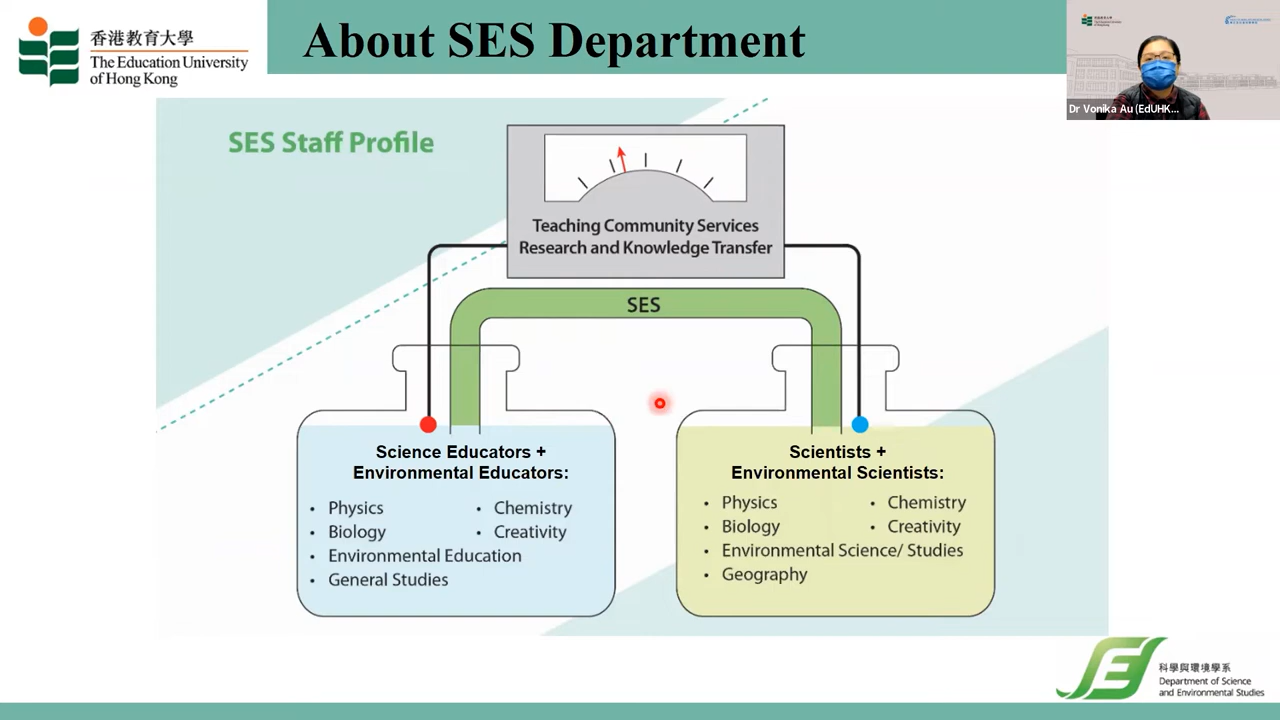 香港教育大學
The Education University
of Hong Kong
About SES Department
Dr Vonika Au (EdUHK...
SES Staff Profile
Teaching Community Services
Research and Knowledge Transfer
SES
Science Educators +
Environmental Educators:
• Physics
• Chemistry
• Biology
• Creativity
• Environmental Education
• General Studies
Scientists +
Environmental Scientists:
• Physics
• Chemistry
• Biology
• Creativity
• Environmental Science/ Studies
• Geography
科學與環境學系
Department of Science
and Environmental Studies